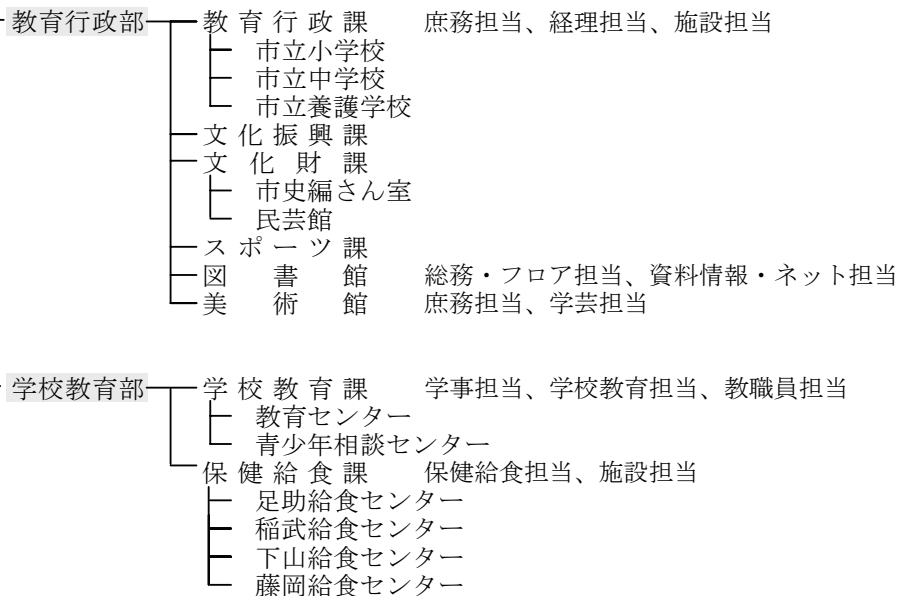 教育行政部 教育行政課 庶務担当、経理担当、施設担当
市立小学校
市立中学校
市立養護学校
文化振興課
文化財課
市史編さん室
民芸館
スポーツ課
図書館 総務・フロア担当、資料情報・ネット担当
美術館 庶務担当、学芸担当
学校教育部 学校教育課 学事担当、学校教育担当、教職員担当
教育センター
青少年相談センター
保健給食課 保健給食担当、施設担当
足助給食センター
稲武給食センター
下山給食センター
藤岡給食センター